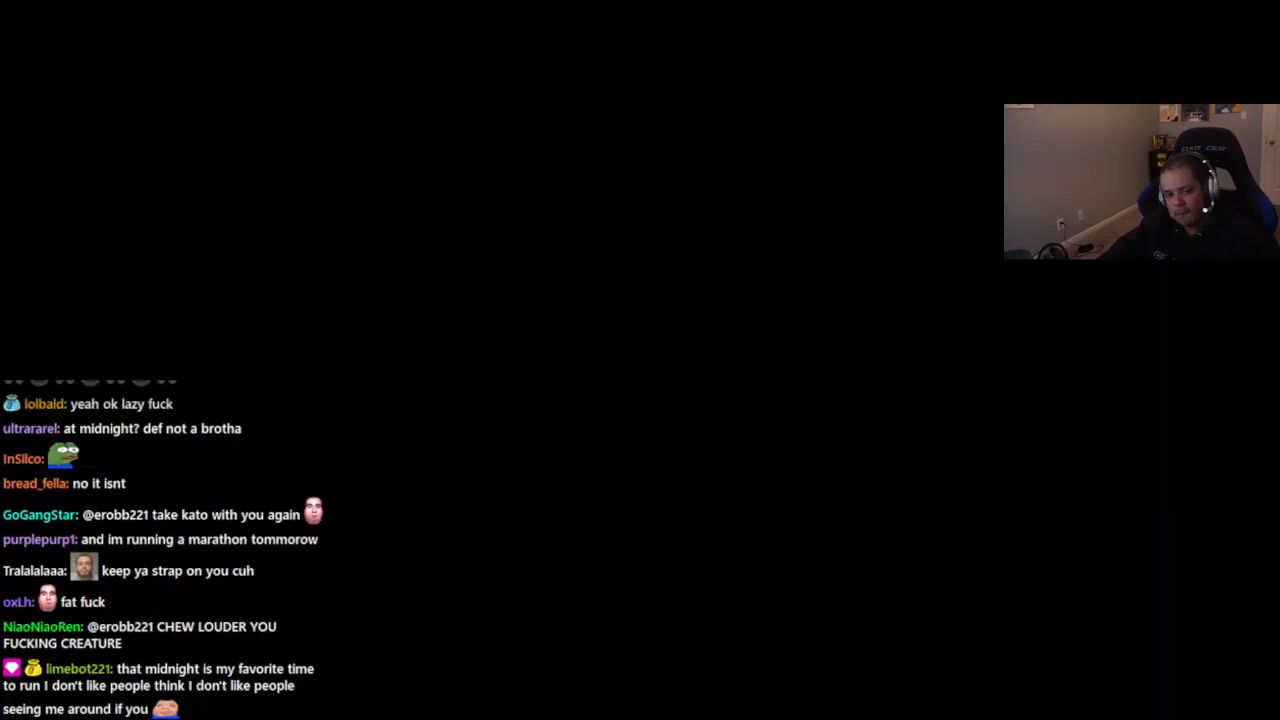 lolbald: yeah ok lazy fuck
ultrararel: at midnight? def not a brotha
InSilco:
bread_fella: no it isnt
GoGangStar: @erobb221 take kato with you again
purplepurp1: and im running a marathon tommorow
Tralalalaaa: keep ya strap on you cuh
oxLh: fat fuck
NiaoNiaoRen: @erobb221 CHEW LOUDER YOU
FUCKING CREATURE
limebot221: that midnight is my favorite time
to run I don't like people think I don't like people
seeing me around if you